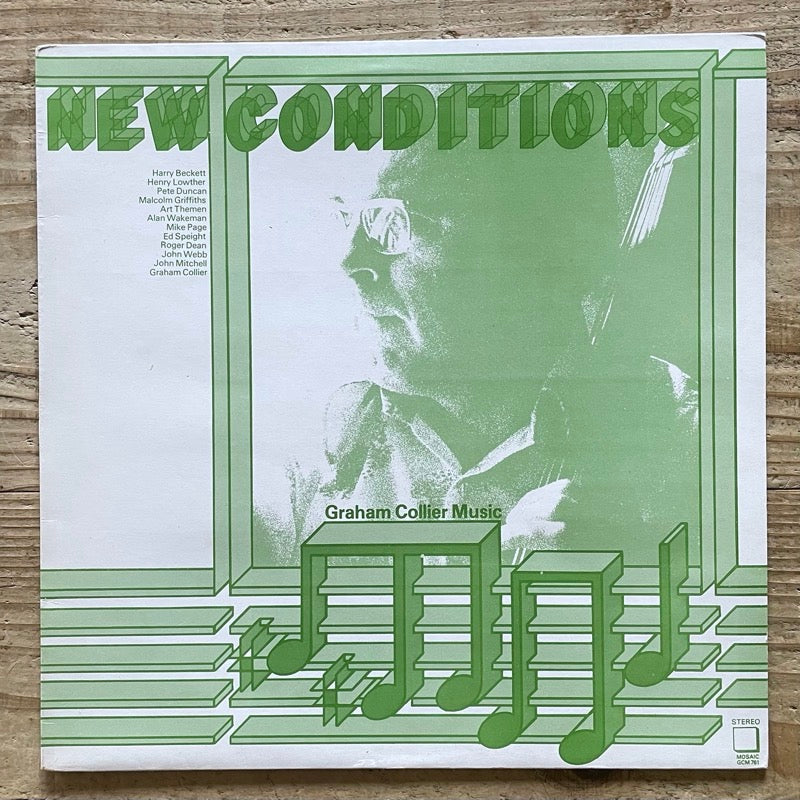 NEW CONDITIONS
Harry Beckett
Henry Lowther
Pete Duncan
Malcolm Griffiths
Art Themen
Alan Wakeman
Mike Page
Ed Speight
Roger Dean
John Webb
John Mitchell
Graham Collier
Graham Collier Music
STEREO
MOSAIC
GCM 761